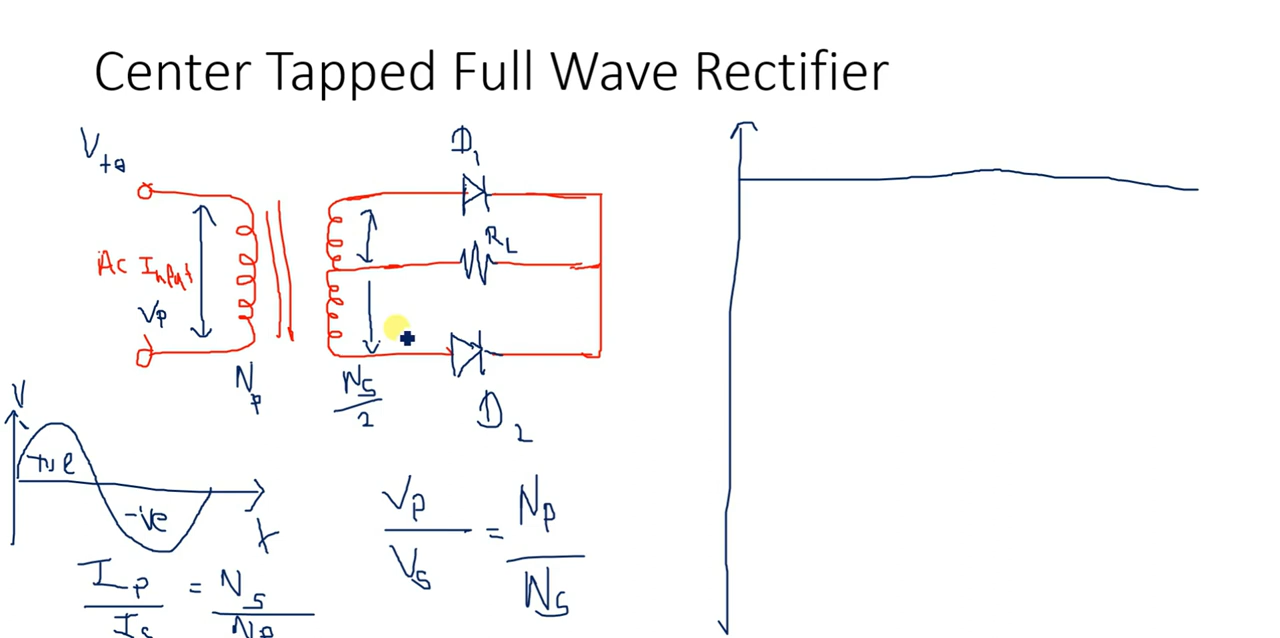 Center Tapped Full Wave Rectifier
D1
RL
AC Input
Vp
Np
Ns/2
D2
V
+ve
-ve
t
Vp/Vs = Np/Ns
Ip/Is = Ns/Np